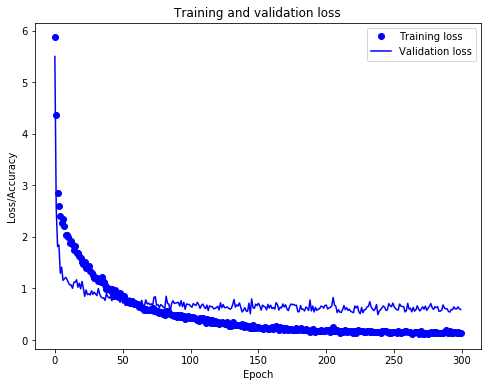 Training and validation loss
Training loss
Validation loss
Loss/Accuracy
6
5
4
3
2
1
0
0 50 100 150 200 250 300
Epoch